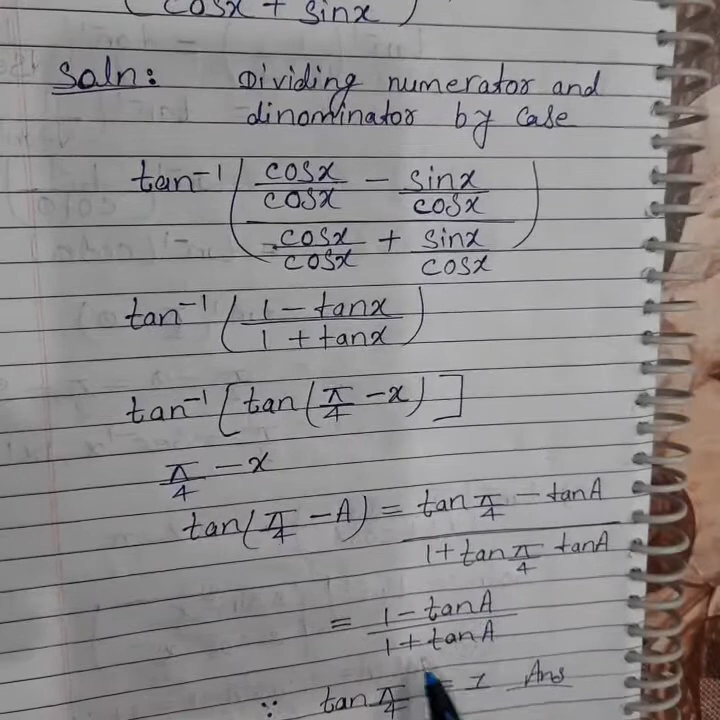 (cosx + sinx)
Soln: Dividing numerator and
dinominator by Case
tan⁻¹((cosx/cosx − sinx/cosx)/(cosx/cosx + sinx/cosx))
tan⁻¹((1 − tanx)/(1 + tanx))
tan⁻¹[tan(π/4 − x)]
π/4 − x
tan(π/4 − A) = (tan π/4 − tanA)/(1 + tan π/4 tanA)
= (1 − tanA)/(1 + tanA)
∵ tan π/4 = 1 Ans